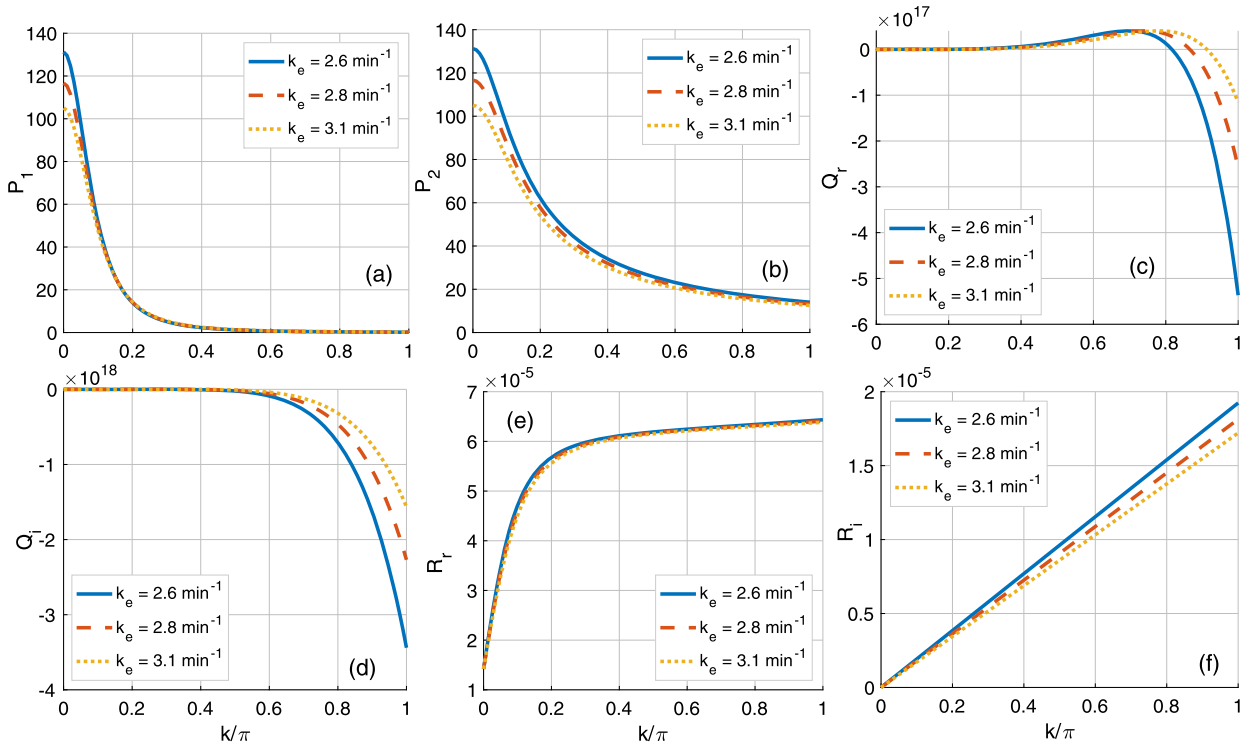 140
120
100
80
60
40
20
0
P_1
k_e = 2.6 min^-1
k_e = 2.8 min^-1
k_e = 3.1 min^-1
(a)
0 0.2 0.4 0.6 0.8 1
140
120
100
80
60
40
20
0
P_2
k_e = 2.6 min^-1
k_e = 2.8 min^-1
k_e = 3.1 min^-1
(b)
0 0.2 0.4 0.6 0.8 1
×10^17
0
-1
-2
-3
-4
-5
-6
Q_r
k_e = 2.6 min^-1
k_e = 2.8 min^-1
k_e = 3.1 min^-1
(c)
0 0.2 0.4 0.6 0.8 1
×10^18
0
-1
-2
-3
-4
Q_i
k_e = 2.6 min^-1
k_e = 2.8 min^-1
k_e = 3.1 min^-1
(d)
0 0.2 0.4 0.6 0.8 1
k/π
×10^-5
7
6
5
4
3
2
1
R_r
(e)
k_e = 2.6 min^-1
k_e = 2.8 min^-1
k_e = 3.1 min^-1
0 0.2 0.4 0.6 0.8 1
k/π
×10^-5
2
1.5
1
0.5
0
R_i
k_e = 2.6 min^-1
k_e = 2.8 min^-1
k_e = 3.1 min^-1
(f)
0 0.2 0.4 0.6 0.8 1
k/π